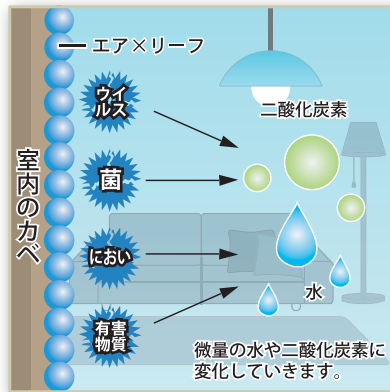 エア×リーフ
ウイ
ルス
二酸化炭素
菌
室内のカベ
におい
水
有害
物質
微量の水や二酸化炭素に
変化していきます。